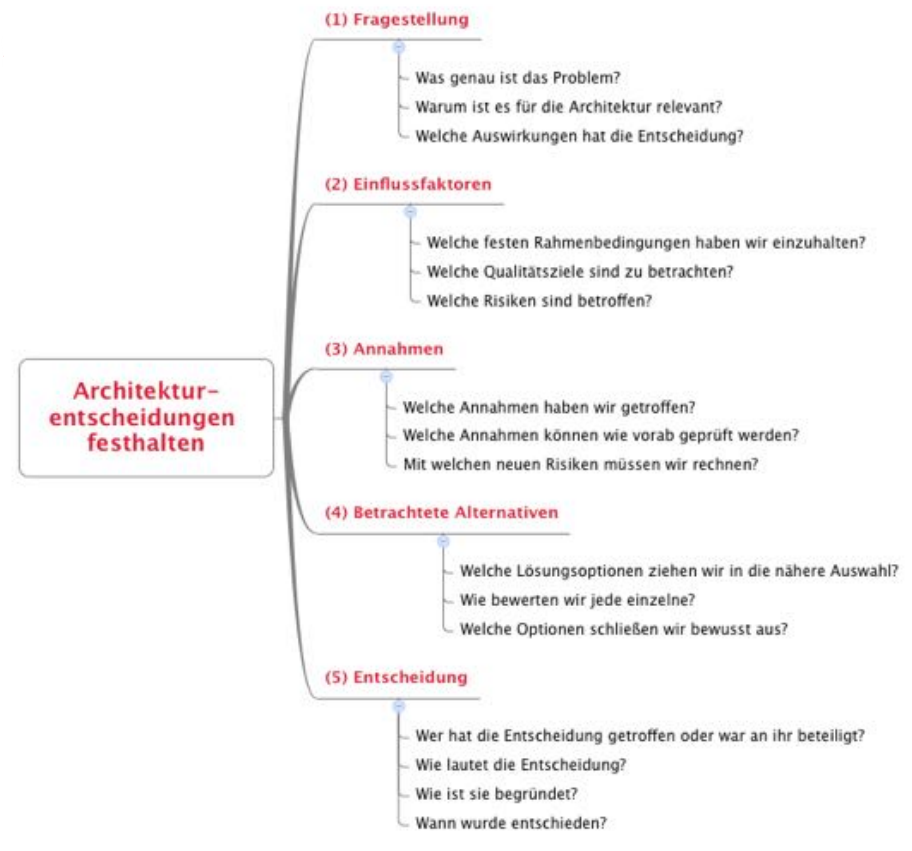 (1) Fragestellung
Was genau ist das Problem?
Warum ist es für die Architektur relevant?
Welche Auswirkungen hat die Entscheidung?
(2) Einflussfaktoren
Welche festen Rahmenbedingungen haben wir einzuhalten?
Welche Qualitätsziele sind zu betrachten?
Welche Risiken sind betroffen?
Architektur-
entscheidungen
festhalten
(3) Annahmen
Welche Annahmen haben wir getroffen?
Welche Annahmen können wie vorab geprüft werden?
Mit welchen neuen Risiken müssen wir rechnen?
(4) Betrachtete Alternativen
Welche Lösungsoptionen ziehen wir in die nähere Auswahl?
Wie bewerten wir jede einzelne?
Welche Optionen schließen wir bewusst aus?
(5) Entscheidung
Wer hat die Entscheidung getroffen oder war an ihr beteiligt?
Wie lautet die Entscheidung?
Wie ist sie begründet?
Wann wurde entschieden?